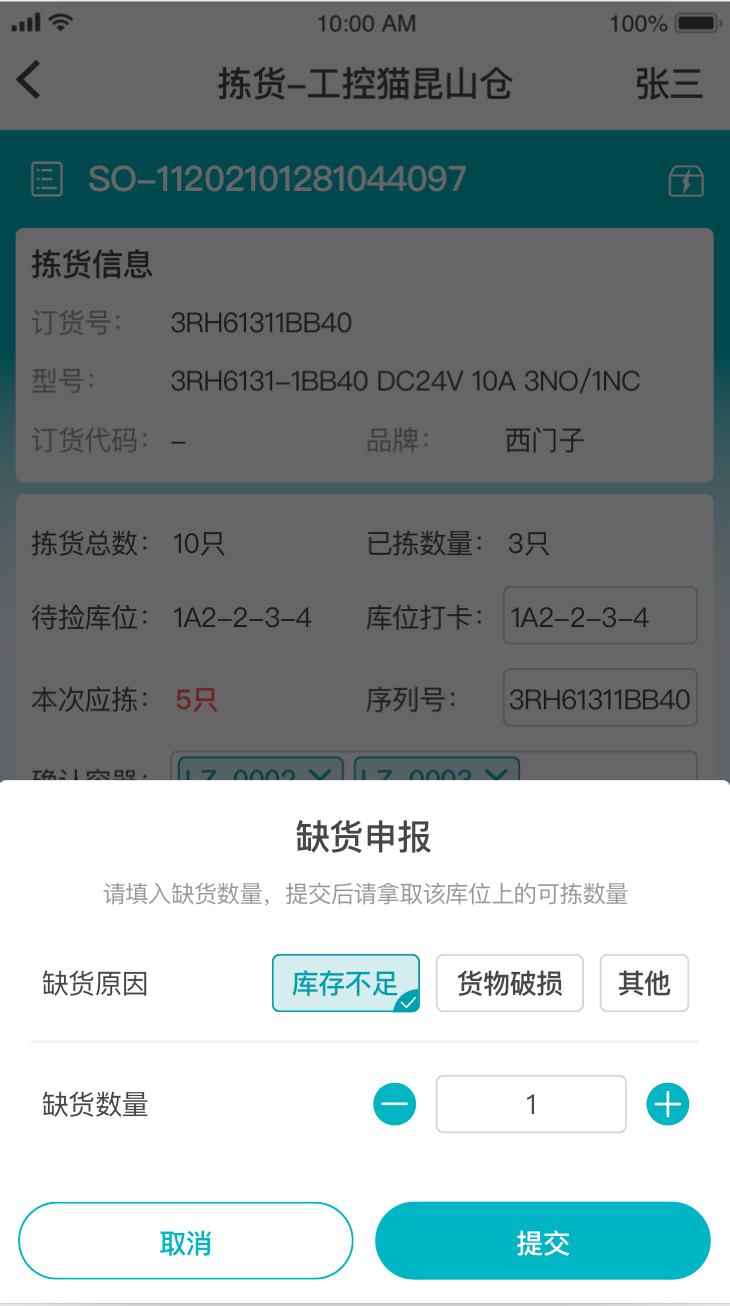 10:00 AM 100%
拣货-工控猫昆山仓 张三
SO-11202101281044097
拣货信息
订货号： 3RH61311BB40
型号： 3RH6131-1BB40 DC24V 10A 3NO/1NC
订货代码： - 品牌： 西门子
拣货总数： 10只 已拣数量： 3只
待捡库位： 1A2-2-3-4 库位打卡： 1A2-2-3-4
本次应拣： 5只 序列号： 3RH61311BB40
确认容器： LZ-0002 LZ-0003
缺货申报
请填入缺货数量，提交后请拿取该库位上的可拣数量
缺货原因 库存不足 货物破损 其他
缺货数量 1
取消 提交